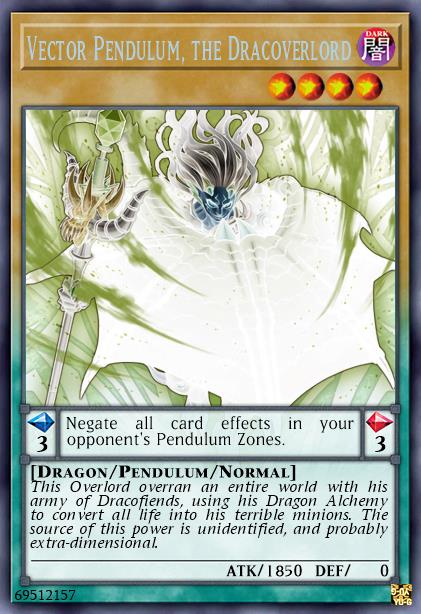 Vector Pendulum, the Dracoverlord
DARK
闇
3
Negate all card effects in your
opponent's Pendulum Zones.
3
[Dragon/Pendulum/Normal]
This Overlord overran an entire world with his
army of Dracofiends, using his Dragon Alchemy
to convert all life into his terrible minions. The
source of this power is unidentified, and probably
extra-dimensional.
ATK/1850 DEF/ 0
69512157